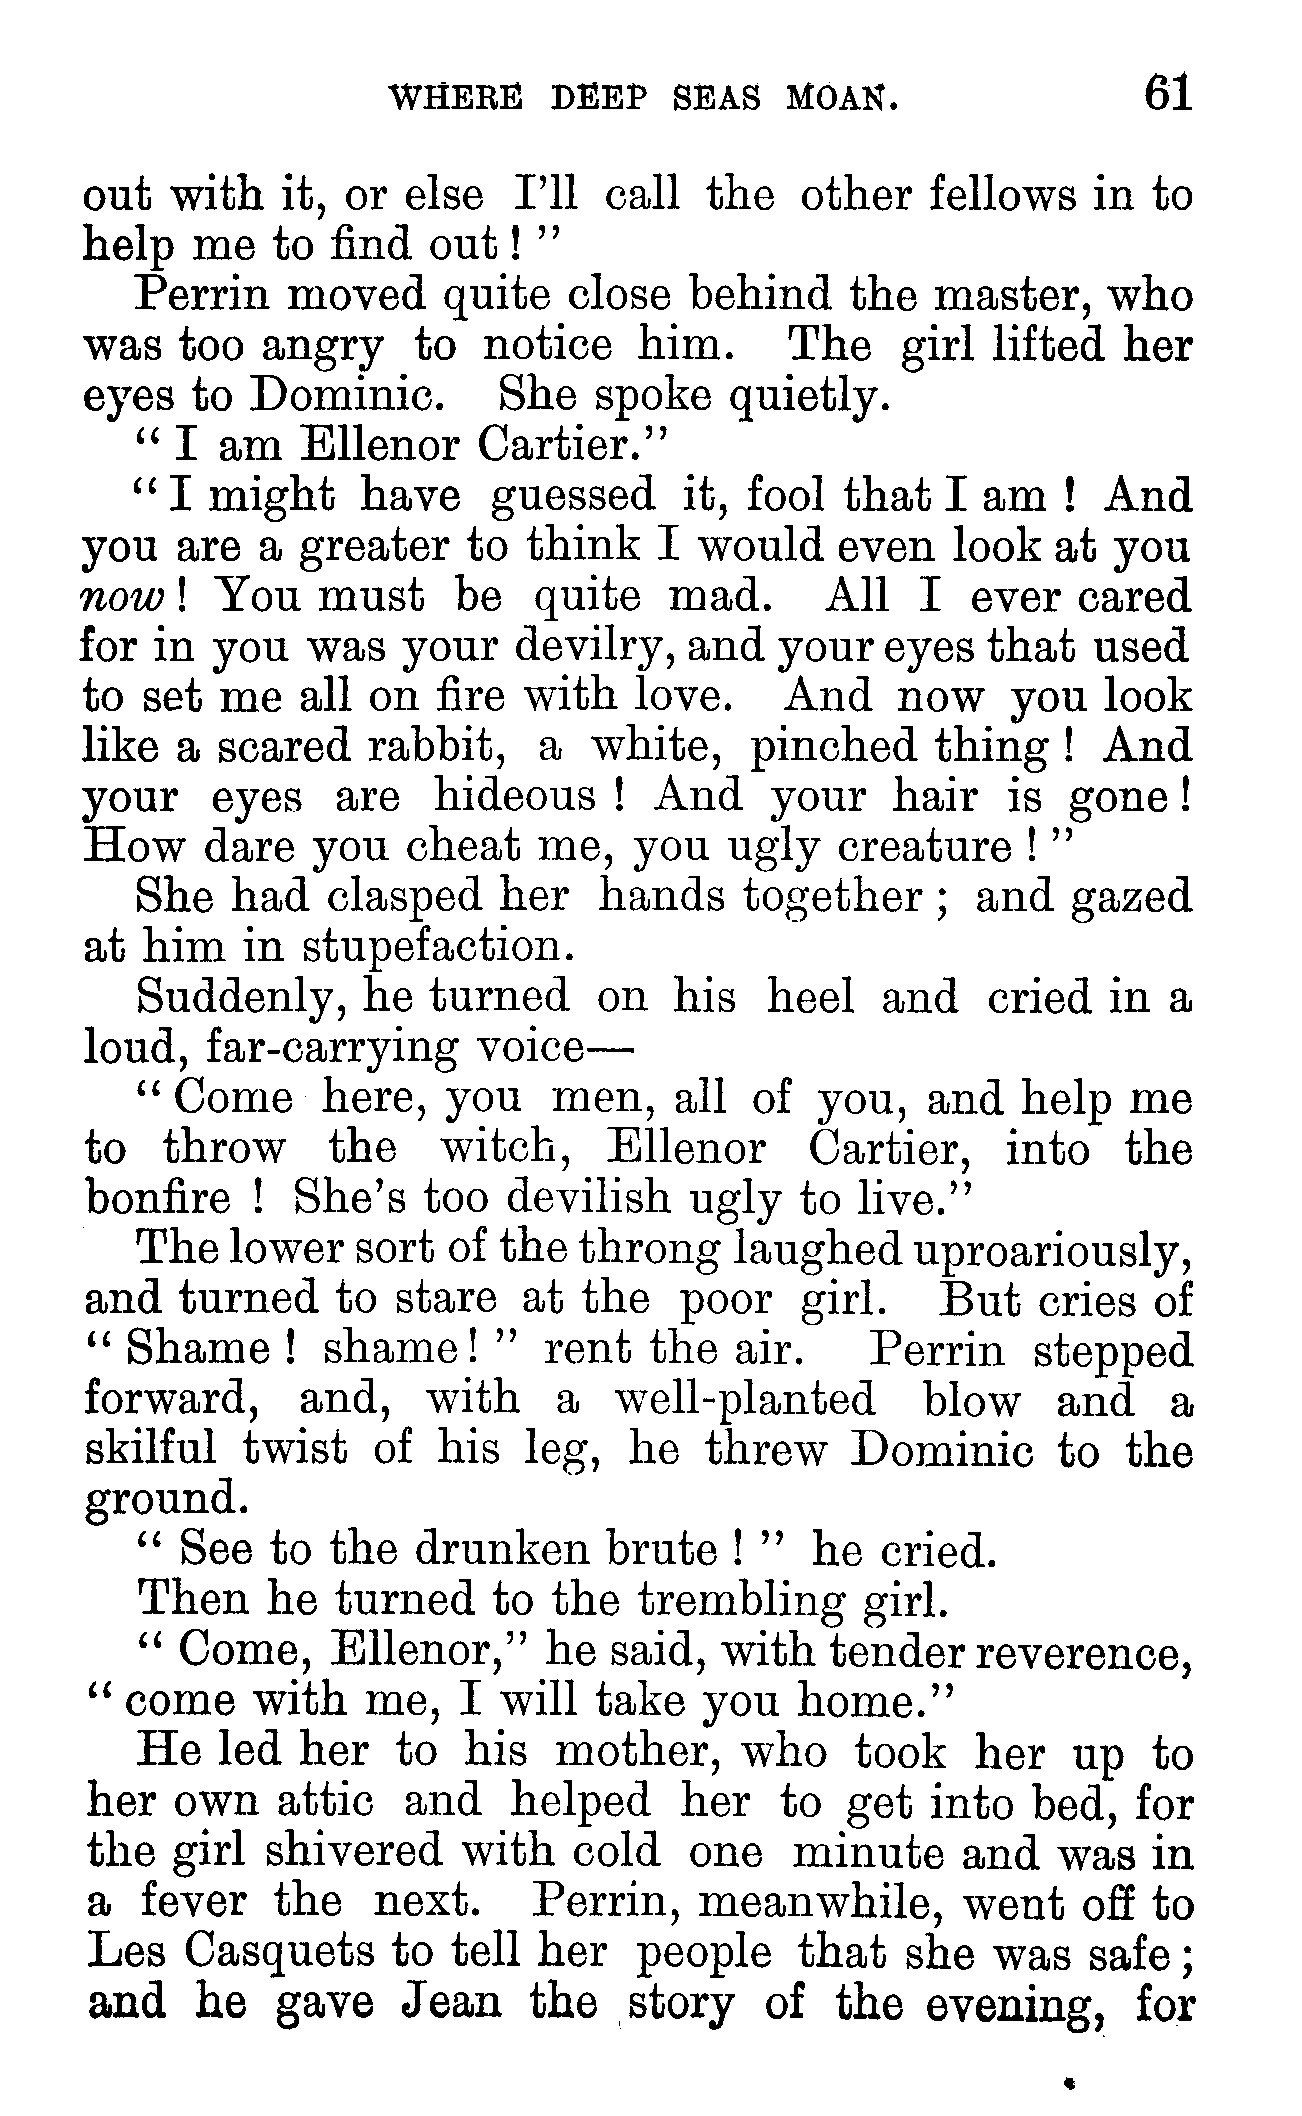 WHERE DEEP SEAS MOAN. 61
out with it, or else I'll call the other fellows in to
help me to find out! "
Perrin moved quite close behind the master, who
was too angry to notice him. The girl lifted her
eyes to Dominic. She spoke quietly.
" I am Ellenor Cartier."
" I might have guessed it, fool that I am ! And
you are a greater to think I would even look at you
now ! You must be quite mad. All I ever cared
for in you was your devilry, and your eyes that used
to set me all on fire with love. And now you look
like a scared rabbit, a white, pinched thing ! And
your eyes are hideous ! And your hair is gone !
How dare you cheat me, you ugly creature ! "
She had clasped her hands together ; and gazed
at him in stupefaction.
Suddenly, he turned on his heel and cried in a
loud, far-carrying voice—
" Come here, you men, all of you, and help me
to throw the witch, Ellenor Cartier, into the
bonfire ! She's too devilish ugly to live."
The lower sort of the throng laughed uproariously,
and turned to stare at the poor girl. But cries of
" Shame ! shame ! " rent the air. Perrin stepped
forward, and, with a well-planted blow and a
skilful twist of his leg, he threw Dominic to the
ground.
" See to the drunken brute ! " he cried.
Then he turned to the trembling girl.
" Come, Ellenor," he said, with tender reverence,
" come with me, I will take you home."
He led her to his mother, who took her up to
her own attic and helped her to get into bed, for
the girl shivered with cold one minute and was in
a fever the next. Perrin, meanwhile, went off to
Les Casquets to tell her people that she was safe ;
and he gave Jean the story of the evening, for